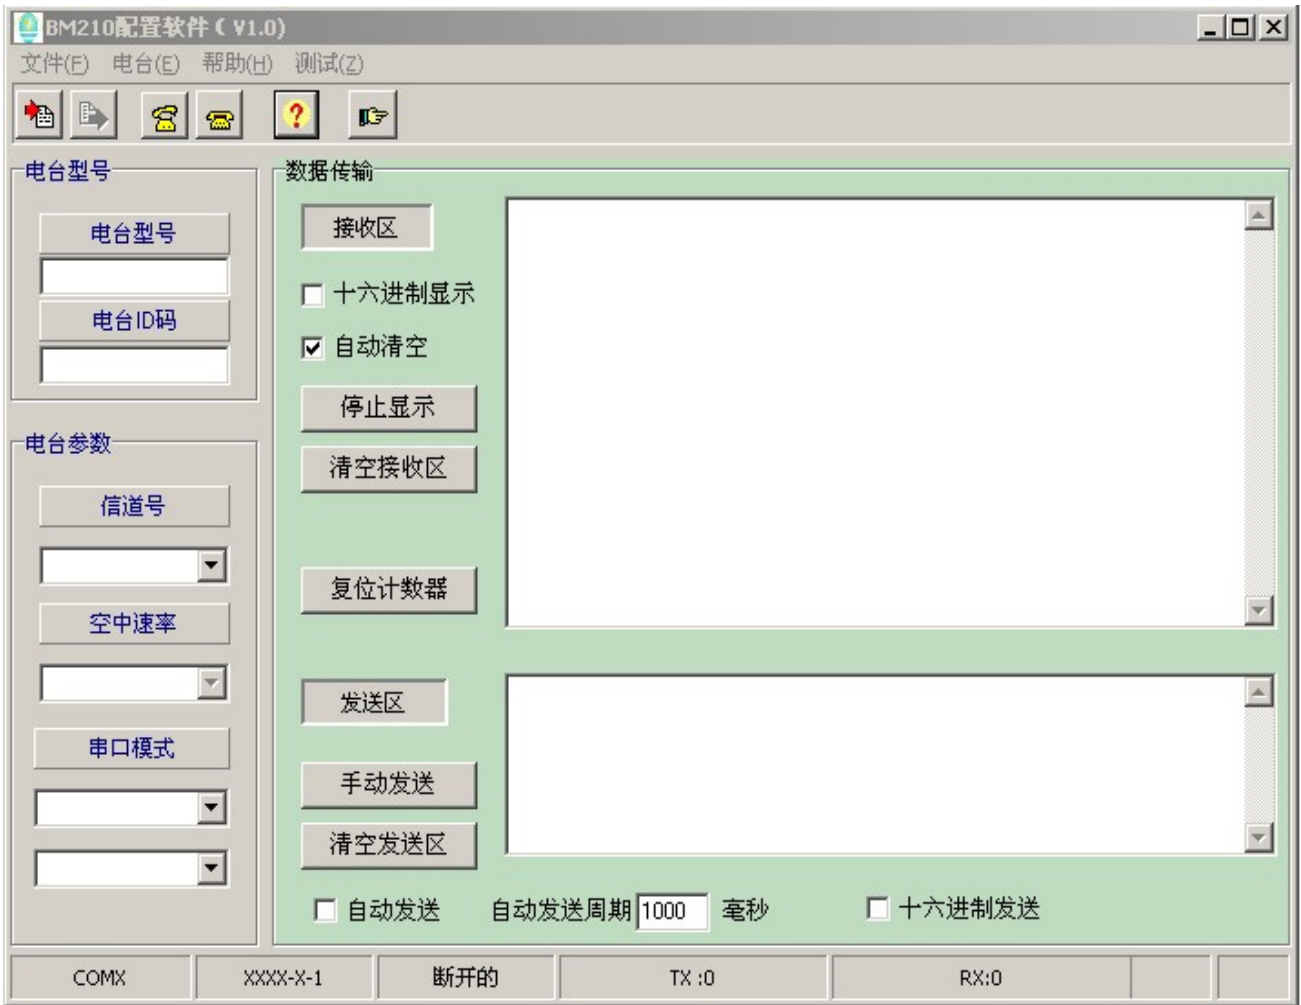 BM210配置软件 ( V1.0)
文件(F) 电台(E) 帮助(H) 测试(Z)
电台型号
电台型号
电台ID码
电台参数
信道号
空中速率
串口模式
数据传输
接收区
十六进制显示
自动清空
停止显示
清空接收区
复位计数器
发送区
手动发送
清空发送区
自动发送 自动发送周期 1000 毫秒 十六进制发送
COMX XXXX-X-1 断开的 TX :0 RX:0